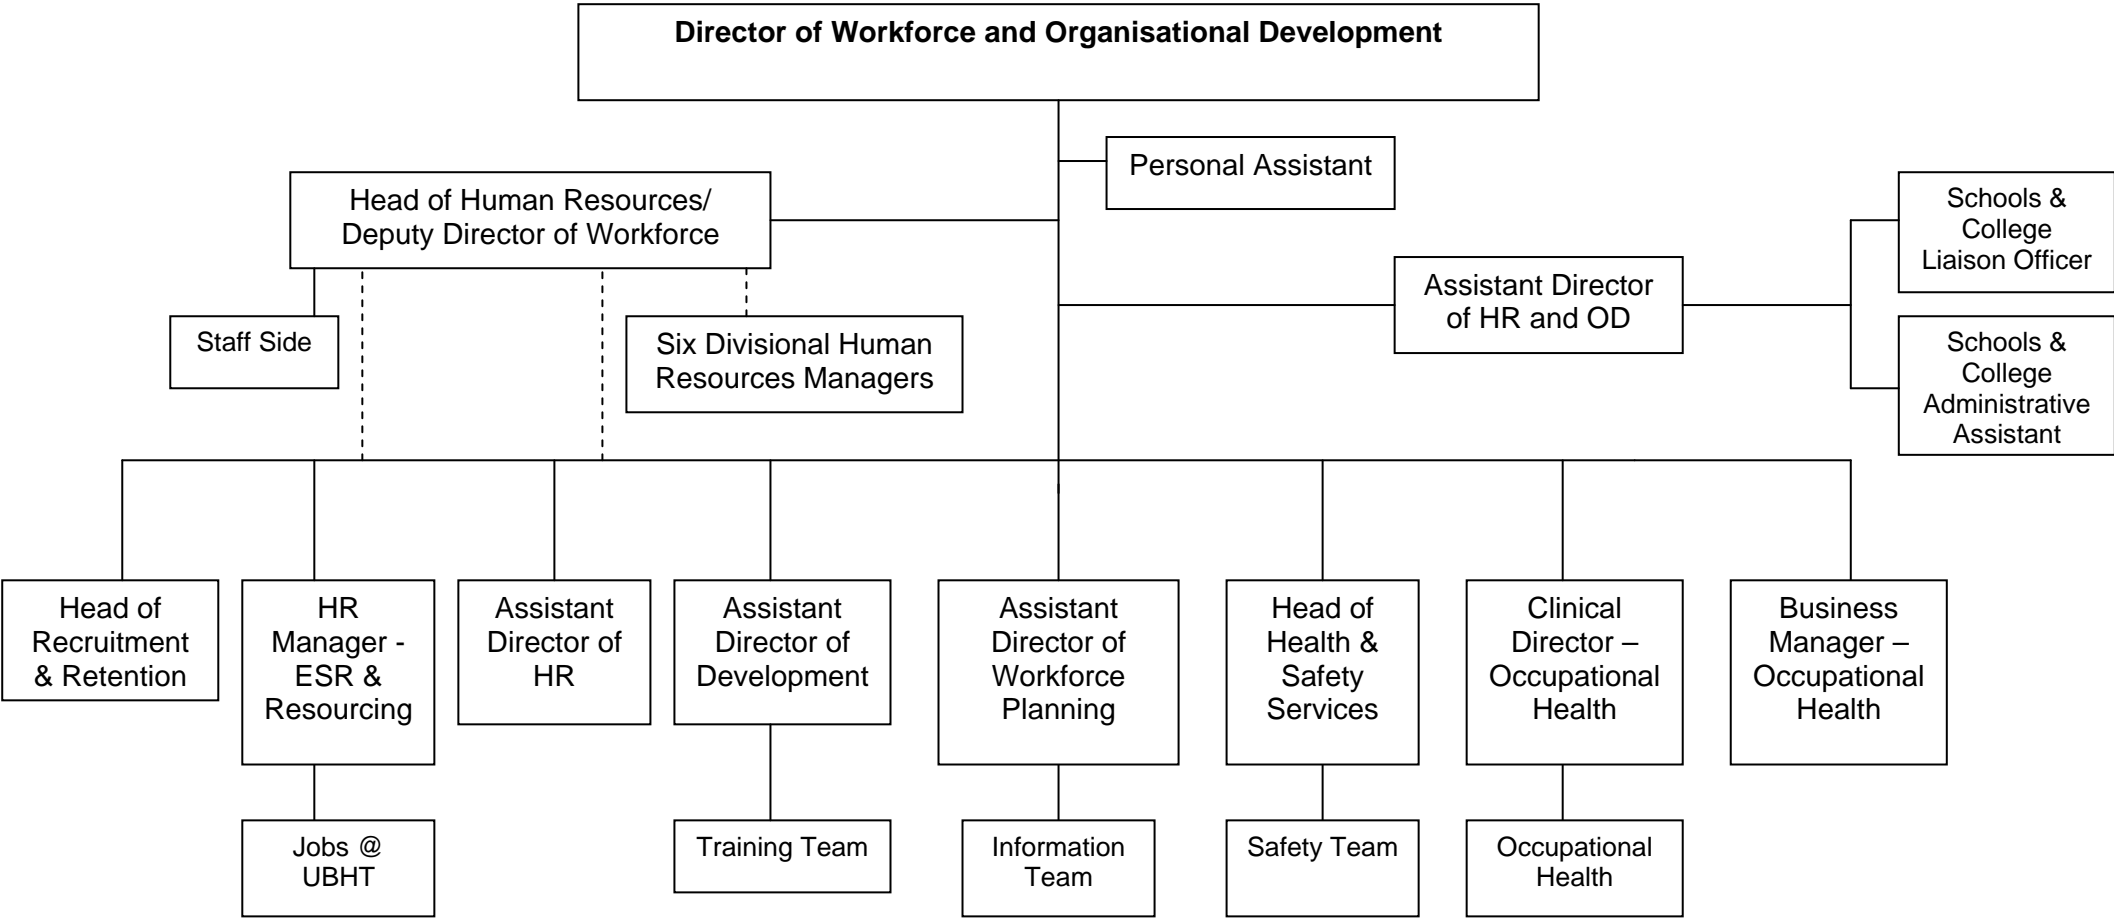 Director of Workforce and Organisational Development
Personal Assistant
Head of Human Resources/
Deputy Director of Workforce
Schools &
College
Liaison Officer
Assistant Director
of HR and OD
Staff Side
Six Divisional Human
Resources Managers
Schools &
College
Administrative
Assistant
Head of
Recruitment
& Retention
HR
Manager -
ESR &
Resourcing
Assistant
Director of
HR
Assistant
Director of
Development
Assistant
Director of
Workforce
Planning
Head of
Health &
Safety
Services
Clinical
Director –
Occupational
Health
Business
Manager –
Occupational
Health
Jobs @
UBHT
Training Team
Information
Team
Safety Team
Occupational
Health